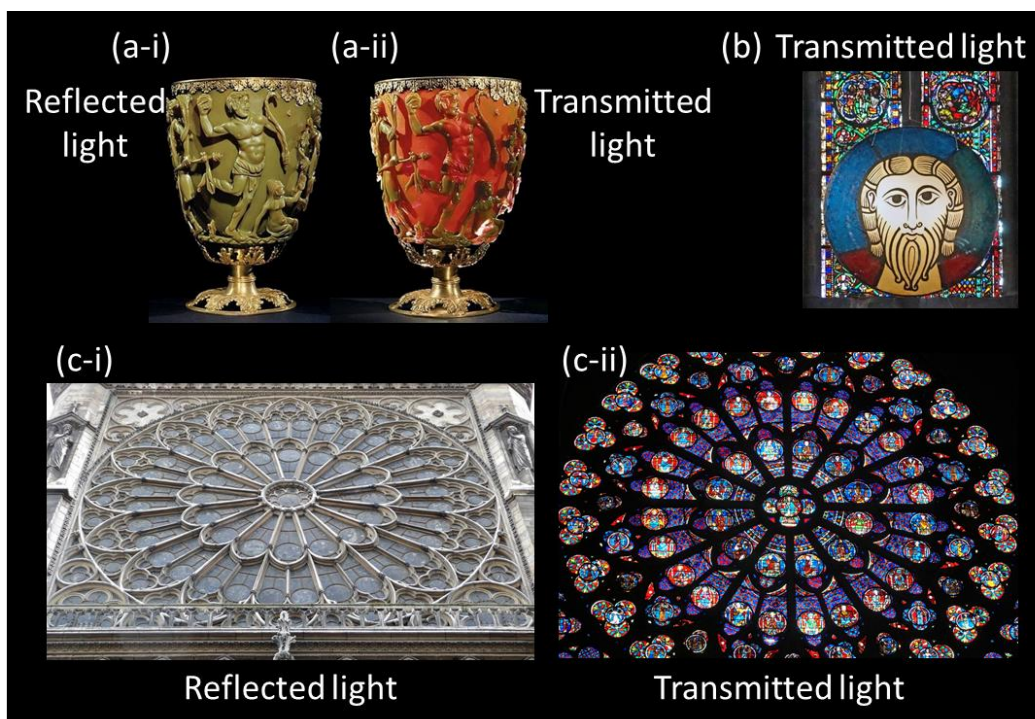 (a-i)
Reflected
light
(a-ii)
Transmitted
light
(b) Transmitted light
(c-i)
Reflected light
(c-ii)
Transmitted light